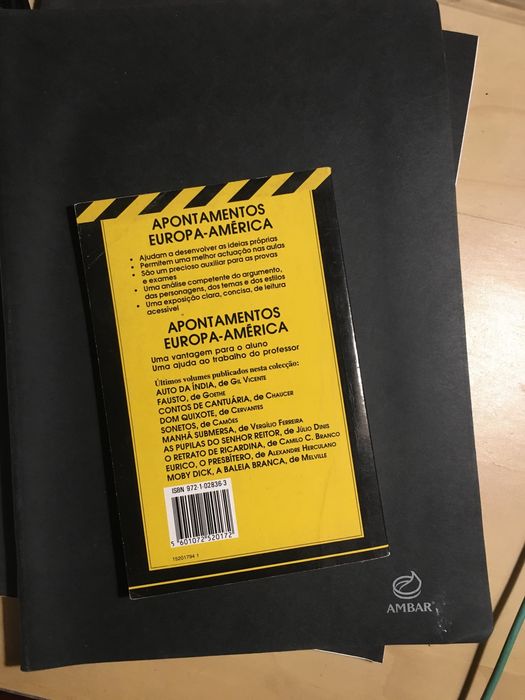 APONTAMENTOS
EUROPA-AMÉRICA
• Ajudam a desenvolver as ideias próprias
• Permitem uma melhor actuação nas aulas
• São um precioso auxiliar para as provas
e exames
• Uma análise competente do argumento,
das personagens, dos temas e dos estilos
• Uma exposição clara, concisa, de leitura
acessível
APONTAMENTOS
EUROPA-AMÉRICA
Uma vantagem para o aluno
Uma ajuda ao trabalho do professor
Últimos volumes publicados nesta colecção:
AUTO DA ÍNDIA, de GIL VICENTE
FAUSTO, de GOETHE
CONTOS DE CANTUÁRIA, de CHAUCER
DOM QUIXOTE, de CERVANTES
SONETOS, de CAMÕES
MANHÃ SUBMERSA, de VERGÍLIO FERREIRA
AS PUPILAS DO SENHOR REITOR, de JÚLIO DINIS
O RETRATO DE RICARDINA, de CAMILO C. BRANCO
EURICO, O PRESBÍTERO, de ALEXANDRE HERCULANO
MOBY DICK, A BALEIA BRANCA, de MELVILLE
ISBN 972-1-02836-3
5 601072 520172
15201794 1
AMBAR®